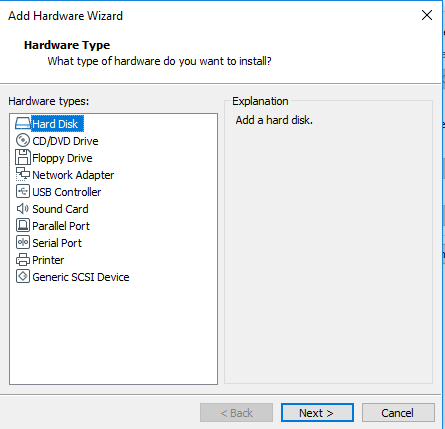 Add Hardware Wizard
Hardware Type
What type of hardware do you want to install?
Hardware types:
Hard Disk
CD/DVD Drive
Floppy Drive
Network Adapter
USB Controller
Sound Card
Parallel Port
Serial Port
Printer
Generic SCSI Device
Explanation
Add a hard disk.
< Back
Next >
Cancel